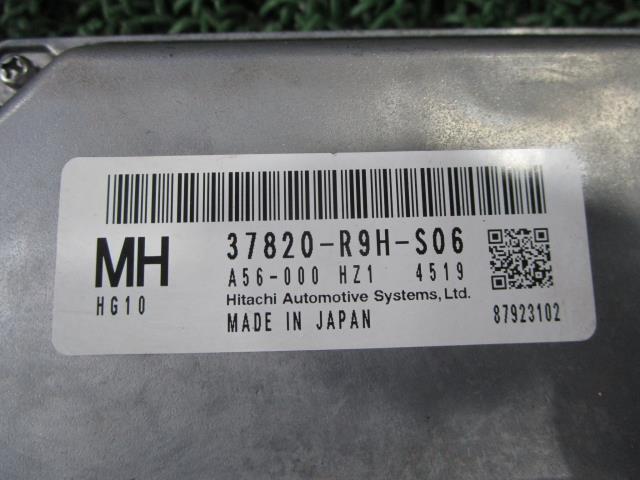 MH 37820-R9H-S06
A56-000 HZ1 4519
HG10 Hitachi Automotive Systems, Ltd.
MADE IN JAPAN 87923102